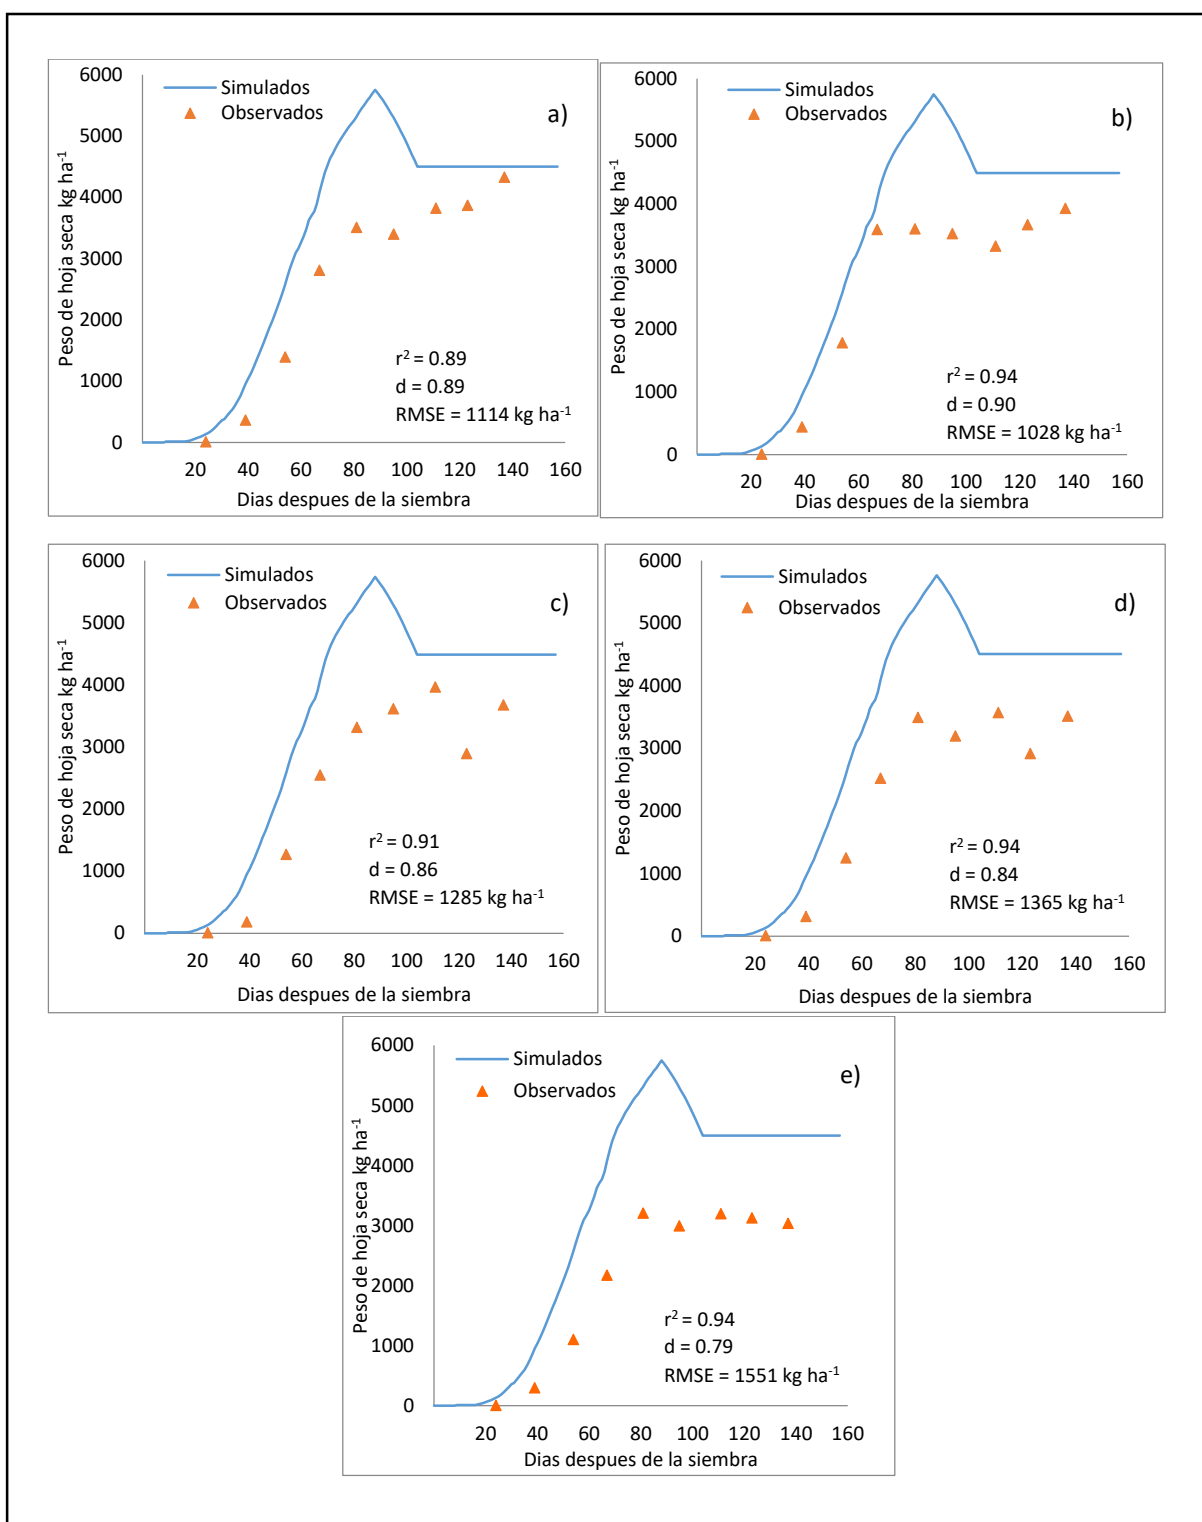 6000
5000
4000
3000
2000
1000
0
Peso de hoja seca kg ha⁻¹
Simulados
Observados
a)
r² = 0.89
d = 0.89
RMSE = 1114 kg ha⁻¹
20 40 60 80 100 120 140 160
Dias despues de la siembra
6000
5000
4000
3000
2000
1000
0
Peso de hoja seca kg ha⁻¹
Simulados
Observados
b)
r² = 0.94
d = 0.90
RMSE = 1028 kg ha⁻¹
20 40 60 80 100 120 140 160
Dias despues de la siembra
6000
5000
4000
3000
2000
1000
0
Peso de hoja seca kg ha⁻¹
Simulados
Observados
c)
r² = 0.91
d = 0.86
RMSE = 1285 kg ha⁻¹
20 40 60 80 100 120 140 160
Dias despues de la siembra
6000
5000
4000
3000
2000
1000
0
Peso de hoja seca kg ha⁻¹
Simulados
Observados
d)
r² = 0.94
d = 0.84
RMSE = 1365 kg ha⁻¹
20 40 60 80 100 120 140 160
Dias despues de la siembra
6000
5000
4000
3000
2000
1000
0
Peso de hoja seca kg ha⁻¹
Simulados
Observados
e)
r² = 0.94
d = 0.79
RMSE = 1551 kg ha⁻¹
20 40 60 80 100 120 140 160
Dias despues de la siembra